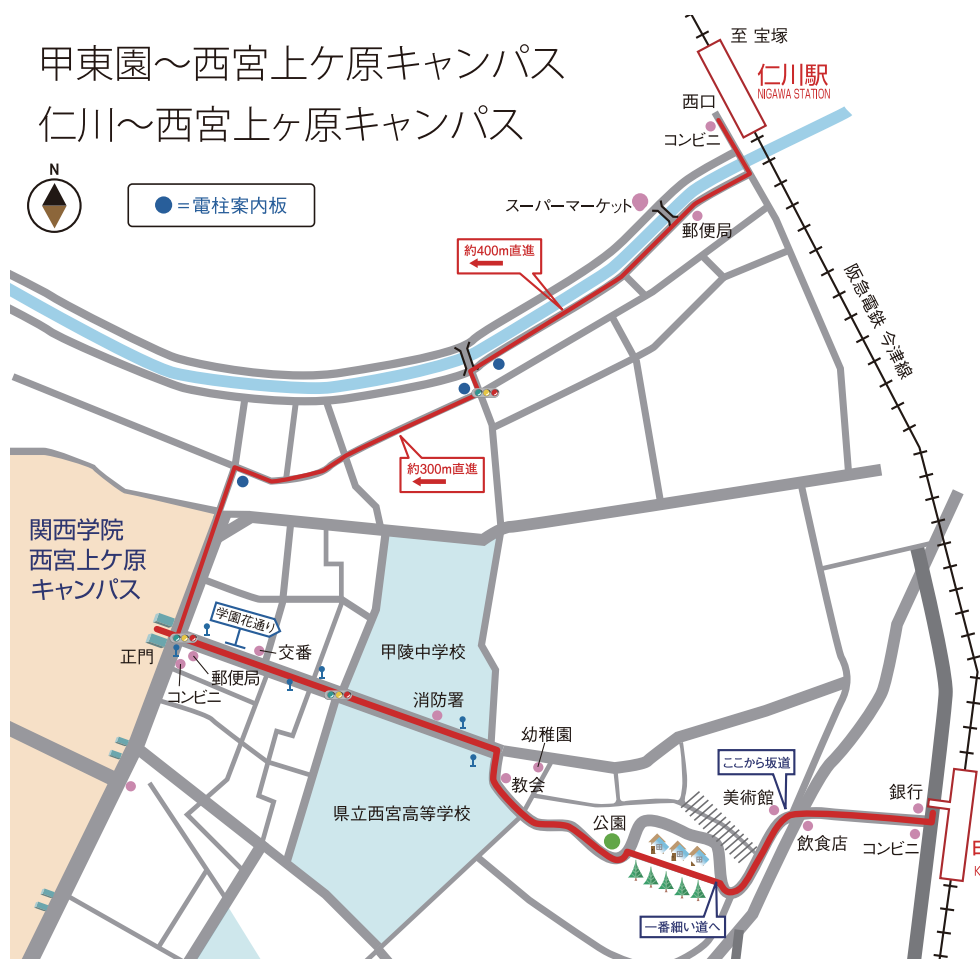 甲東園～西宮上ケ原キャンパス
仁川～西宮上ヶ原キャンパス
N
=電柱案内板
至 宝塚
仁川駅
NIGAWA STATION
西口
コンビニ
スーパーマーケット
郵便局
約400m直進
阪急電鉄 今津線
約300m直進
関西学院
西宮上ケ原
キャンパス
学園花通り
正門
交番
郵便局
コンビニ
甲陵中学校
消防署
幼稚園
教会
県立西宮高等学校
公園
ここから坂道
美術館
銀行
飲食店
コンビニ
一番細い道へ
K